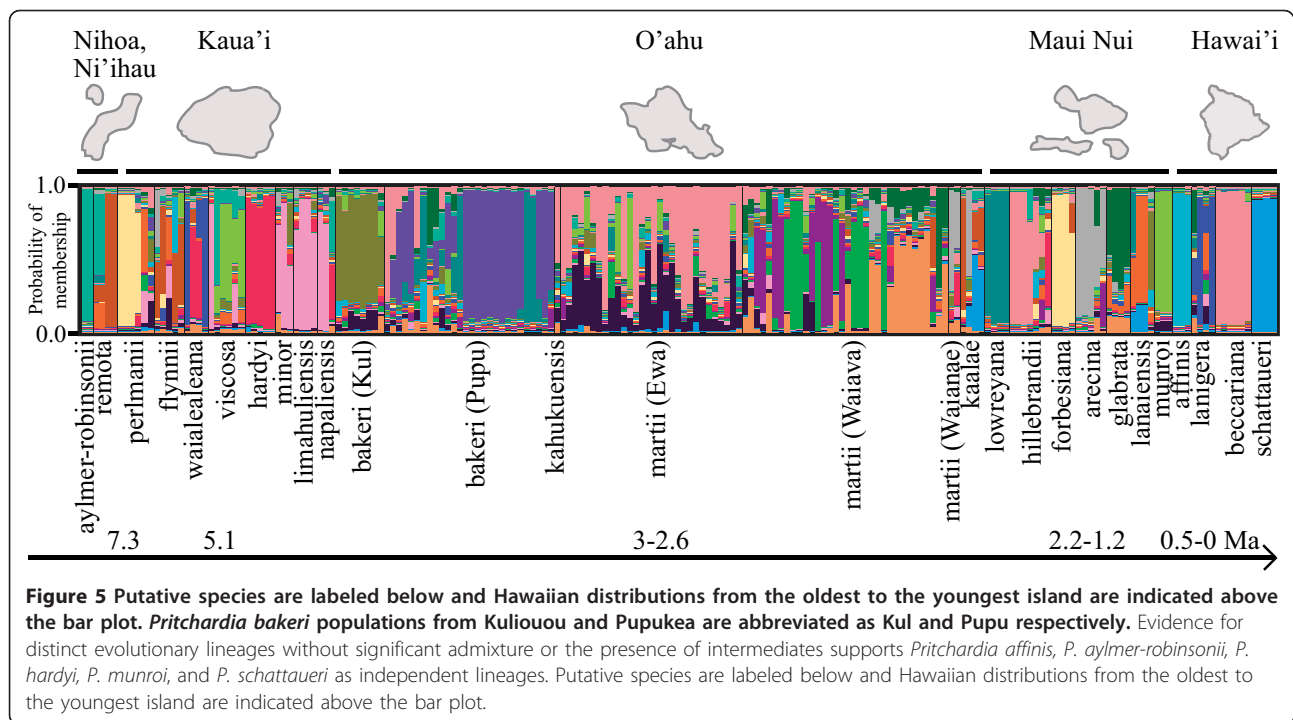 Nihoa,
Ni'ihau
Kaua'i
O'ahu
Maui Nui
Hawai'i
Probability of
membership
1.0
0.0
aylmer-robinsonii
remota
perlmanii
flynnii
waialealeana
viscosa
hardyi
minor
limahuliensis
napaliensis
bakeri (Kul)
bakeri (Pupu)
kahukuensis
martii (Ewa)
martii (Waiava)
martii (Waianae)
kaalae
lowreyana
hillebrandii
forbesiana
arecina
glabrata
lanaiensis
munroi
affinis
lanigera
beccariana
schattaueri
7.3
5.1
3-2.6
2.2-1.2
0.5-0 Ma
Figure 5 Putative species are labeled below and Hawaiian distributions from the oldest to the youngest island are indicated above
the bar plot. Pritchardia bakeri populations from Kuliouou and Pupukea are abbreviated as Kul and Pupu respectively. Evidence for
distinct evolutionary lineages without significant admixture or the presence of intermediates supports Pritchardia affinis, P. aylmer-robinsonii, P.
hardyi, P. munroi, and P. schattaueri as independent lineages. Putative species are labeled below and Hawaiian distributions from the oldest to
the youngest island are indicated above the bar plot.